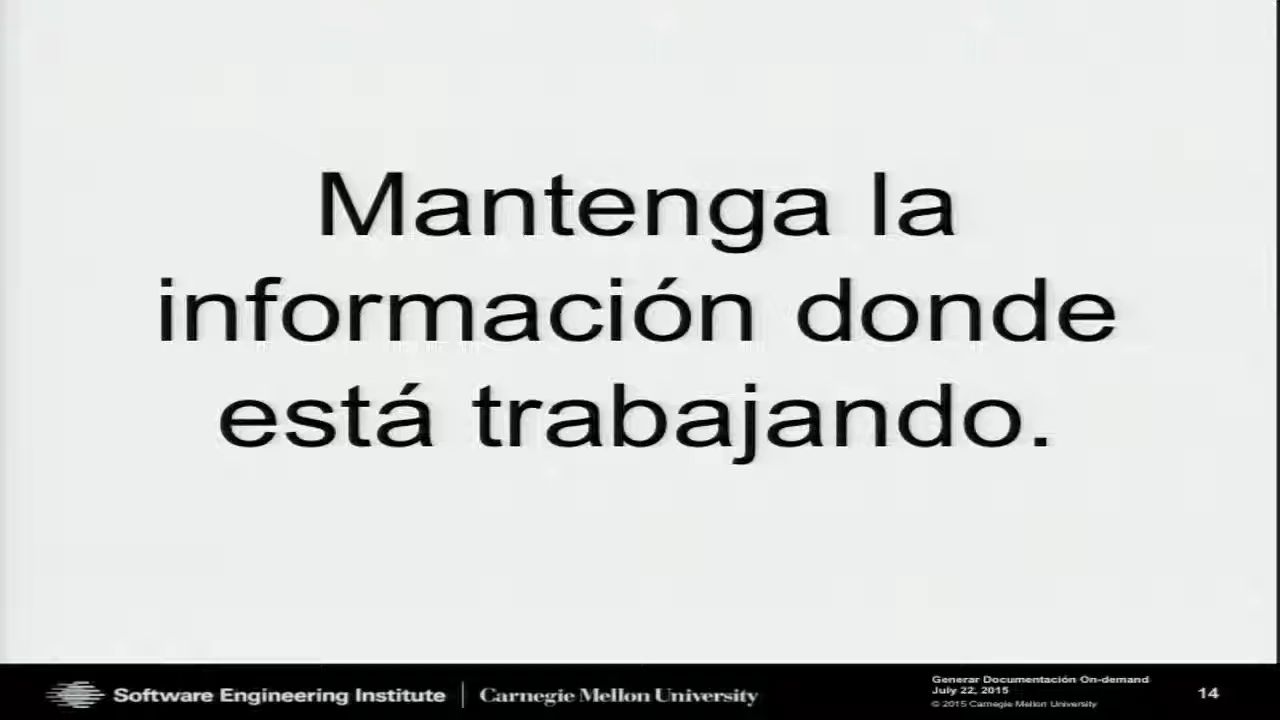 Mantenga la
información donde
está trabajando.
Software Engineering Institute | Carnegie Mellon University
Generar Documentación On-demand
July 22, 2015
© 2015 Carnegie Mellon University
14